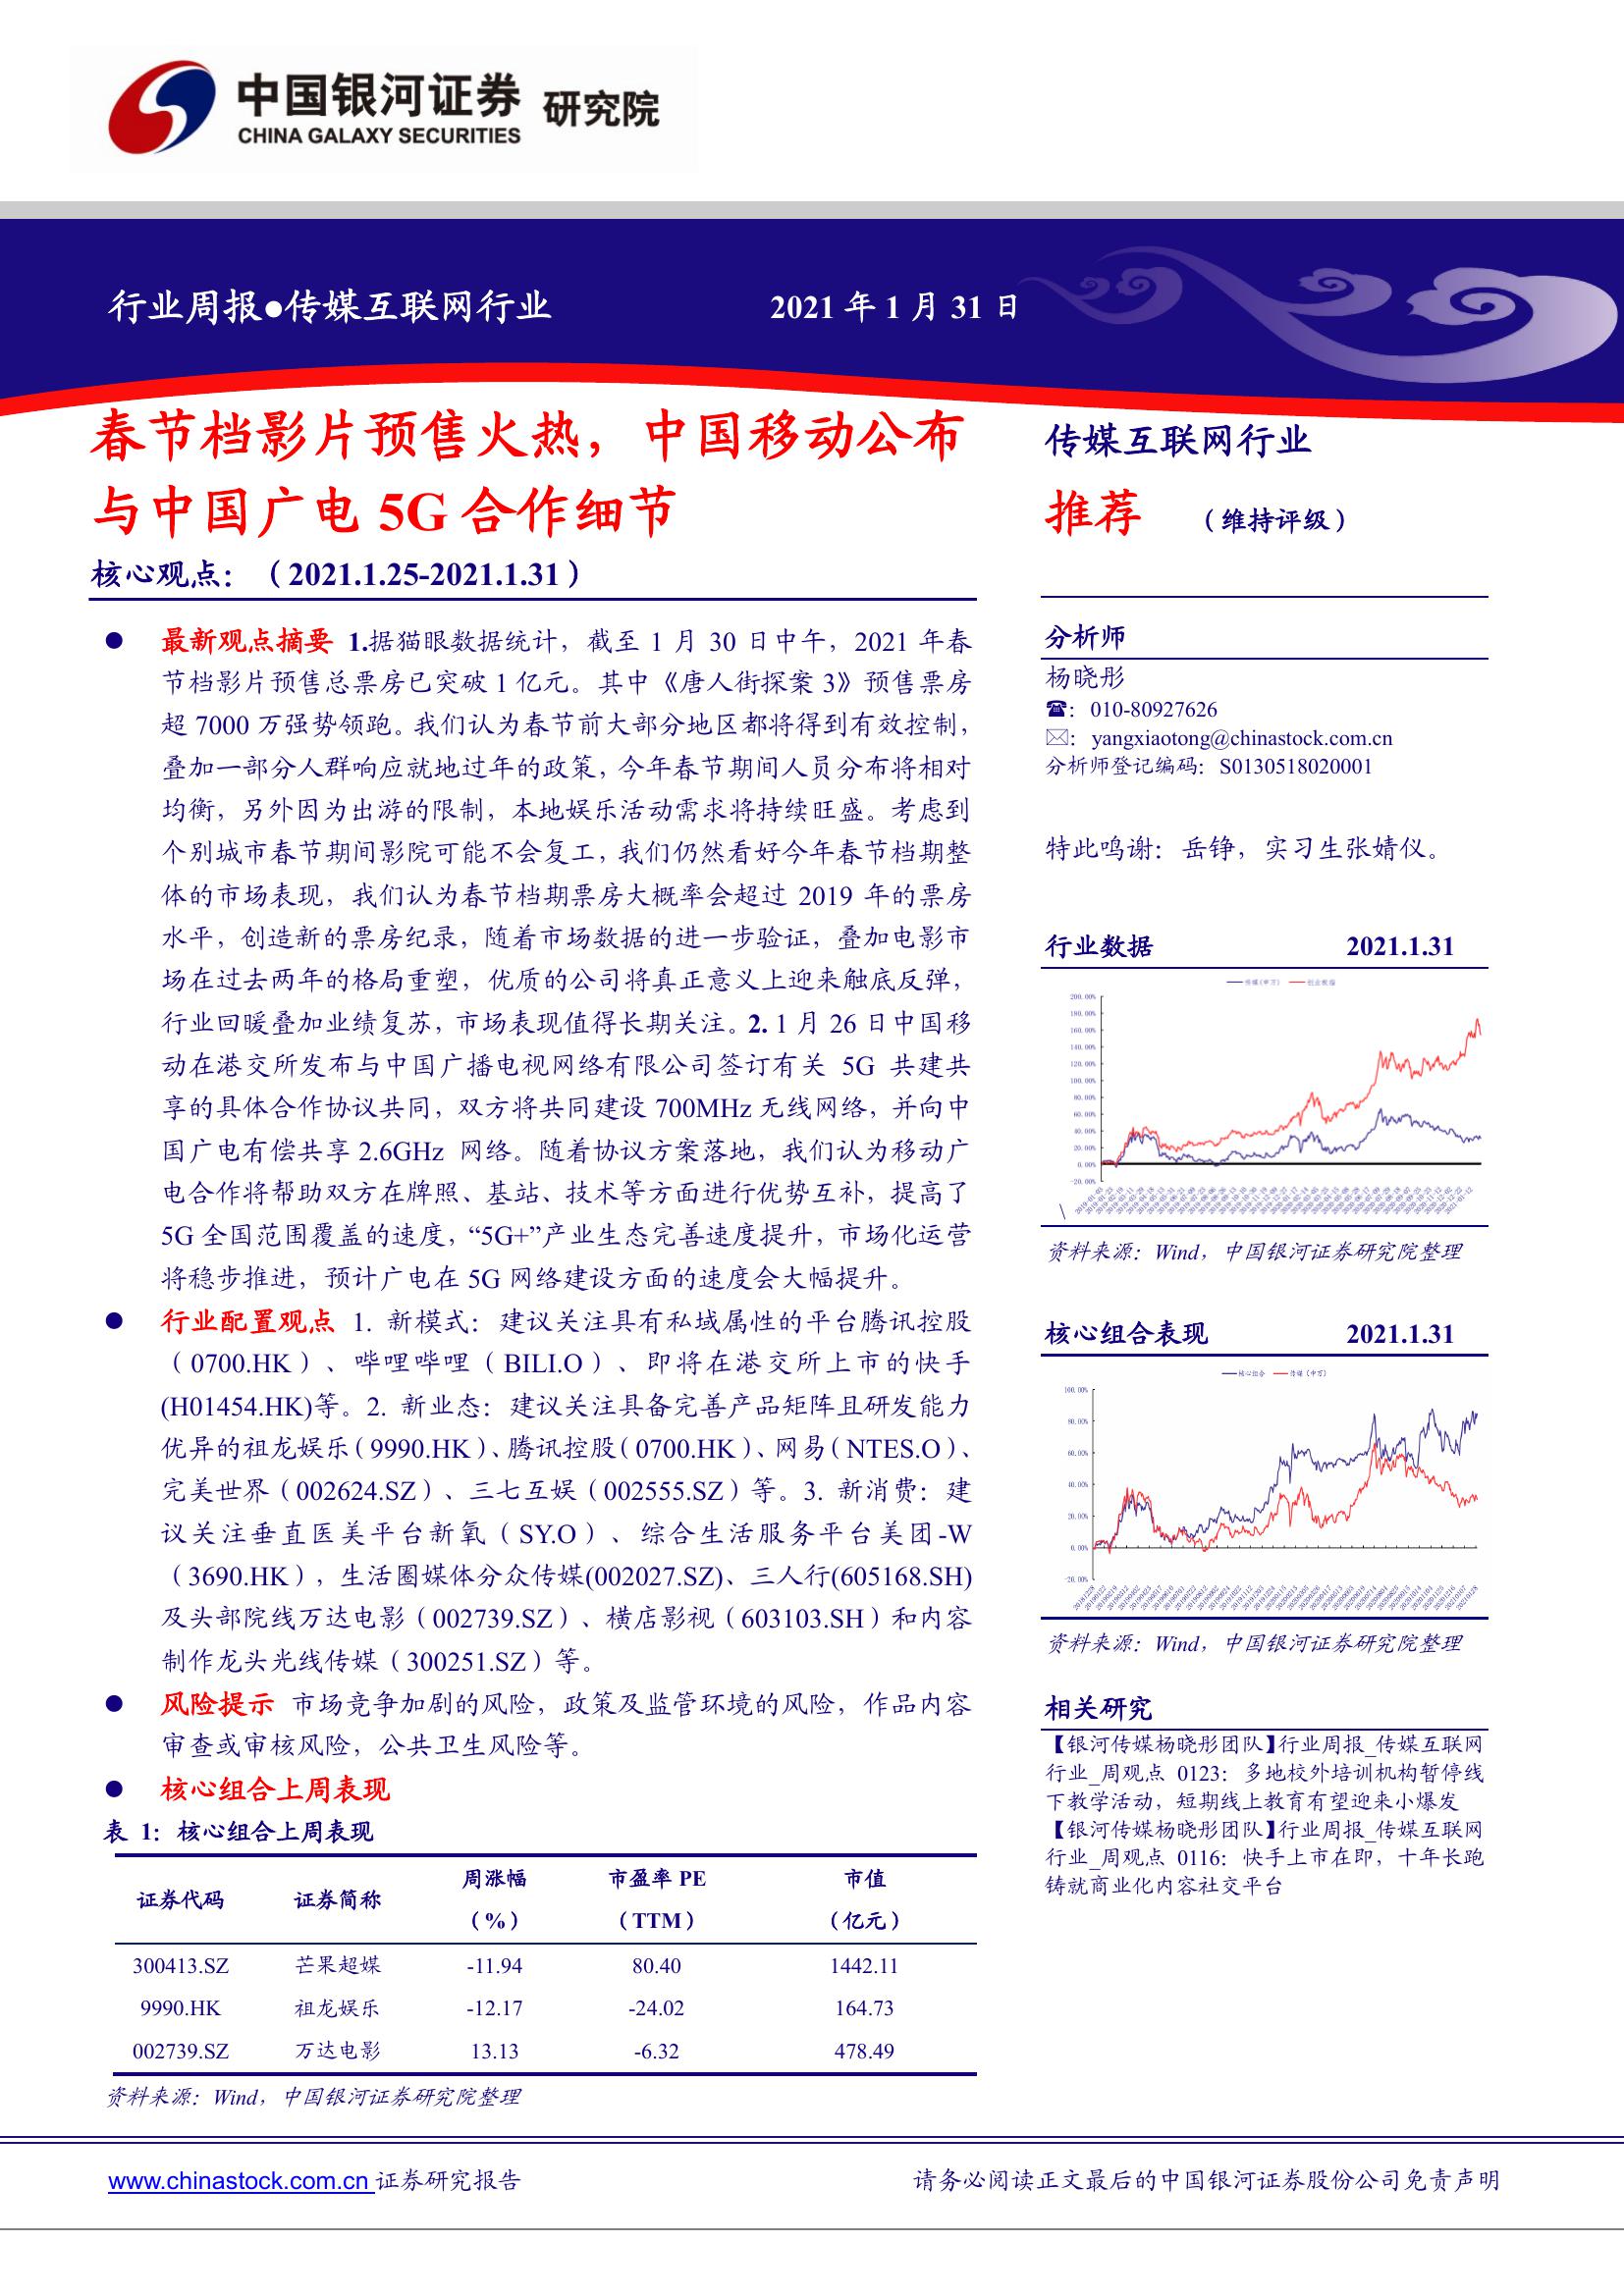 中国银河证券 研究院
CHINA GALAXY SECURITIES
行业周报●传媒互联网行业 2021 年 1 月 31 日
春节档影片预售火热，中国移动公布
与中国广电 5G 合作细节
核心观点：（2021.1.25-2021.1.31）
● 最新观点摘要 1.据猫眼数据统计，截至 1 月 30 日中午，2021 年春
节档影片预售总票房已突破 1 亿元。其中《唐人街探案 3》预售票房
超 7000 万强势领跑。我们认为春节前大部分地区都将得到有效控制，
叠加一部分人群响应就地过年的政策，今年春节期间人员分布将相对
均衡，另外因为出游的限制，本地娱乐活动需求将持续旺盛。考虑到
个别城市春节期间影院可能不会复工，我们仍然看好今年春节档期整
体的市场表现，我们认为春节档期票房大概率会超过 2019 年的票房
水平，创造新的票房纪录，随着市场数据的进一步验证，叠加电影市
场在过去两年的格局重塑，优质的公司将真正意义上迎来触底反弹，
行业回暖叠加业绩复苏，市场表现值得长期关注。2. 1 月 26 日中国移
动在港交所发布与中国广播电视网络有限公司签订有关 5G 共建共
享的具体合作协议共同，双方将共同建设 700MHz 无线网络，并向中
国广电有偿共享 2.6GHz 网络。随着协议方案落地，我们认为移动广
电合作将帮助双方在牌照、基站、技术等方面进行优势互补，提高了
5G 全国范围覆盖的速度，“5G+”产业生态完善速度提升，市场化运营
将稳步推进，预计广电在 5G 网络建设方面的速度会大幅提升。
● 行业配置观点 1. 新模式：建议关注具有私域属性的平台腾讯控股
（0700.HK）、哔哩哔哩（BILI.O）、即将在港交所上市的快手
(H01454.HK)等。2. 新业态：建议关注具备完善产品矩阵且研发能力
优异的祖龙娱乐（9990.HK）、腾讯控股（0700.HK）、网易（NTES.O）、
完美世界（002624.SZ）、三七互娱（002555.SZ）等。3. 新消费：建
议关注垂直医美平台新氧（SY.O）、综合生活服务平台美团-W
（3690.HK），生活圈媒体分众传媒(002027.SZ)、三人行(605168.SH)
及头部院线万达电影（002739.SZ）、横店影视（603103.SH）和内容
制作龙头光线传媒（300251.SZ）等。
● 风险提示 市场竞争加剧的风险，政策及监管环境的风险，作品内容
审查或审核风险，公共卫生风险等。
● 核心组合上周表现
表 1：核心组合上周表现
证券代码 证券简称 周涨幅（%） 市盈率 PE（TTM） 市值（亿元）
300413.SZ 芒果超媒 -11.94 80.40 1442.11
9990.HK 祖龙娱乐 -12.17 -24.02 164.73
002739.SZ 万达电影 13.13 -6.32 478.49
资料来源：Wind，中国银河证券研究院整理
传媒互联网行业
推荐 （维持评级）
分析师
杨晓彤
☎：010-80927626
✉：yangxiaotong@chinastock.com.cn
分析师登记编码：S0130518020001
特此鸣谢：岳铮，实习生张婧仪。
行业数据 2021.1.31
传媒(申万) 创业板指
200.00%
180.00%
160.00%
140.00%
120.00%
100.00%
80.00%
60.00%
40.00%
20.00%
0.00%
-20.00%
\
资料来源：Wind，中国银河证券研究院整理
核心组合表现 2021.1.31
核心组合 传媒(申万)
100.00%
80.00%
60.00%
40.00%
20.00%
0.00%
-20.00%
资料来源：Wind，中国银河证券研究院整理
相关研究
【银河传媒杨晓彤团队】行业周报_传媒互联网
行业_周观点 0123：多地校外培训机构暂停线
下教学活动，短期线上教育有望迎来小爆发
【银河传媒杨晓彤团队】行业周报_传媒互联网
行业_周观点 0116：快手上市在即，十年长跑
铸就商业化内容社交平台
www.chinastock.com.cn 证券研究报告 请务必阅读正文最后的中国银河证券股份公司免责声明